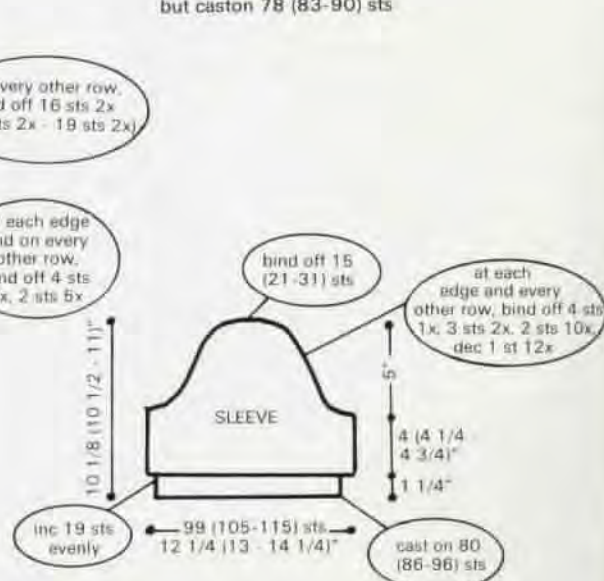 but caston 78 (83-90) sts
very other row,
off 16 sts 2x
2x - 19 sts 2x)
each edge
on every
other row,
off 4 sts
2 sts 5x
bind off 15
(21-31) sts
at each
edge and every
other row, bind off 4 sts
1x, 3 sts 2x, 2 sts 10x,
dec 1 st 12x
SLEEVE
10 1/8 (10 1/2 - 11)"
5"
4 (4 1/4
4 3/4)"
1 1/4"
inc 19 sts
evenly
99 (105-115) sts
12 1/4 (13 - 14 1/4)"
cast on 80
(86-96) sts